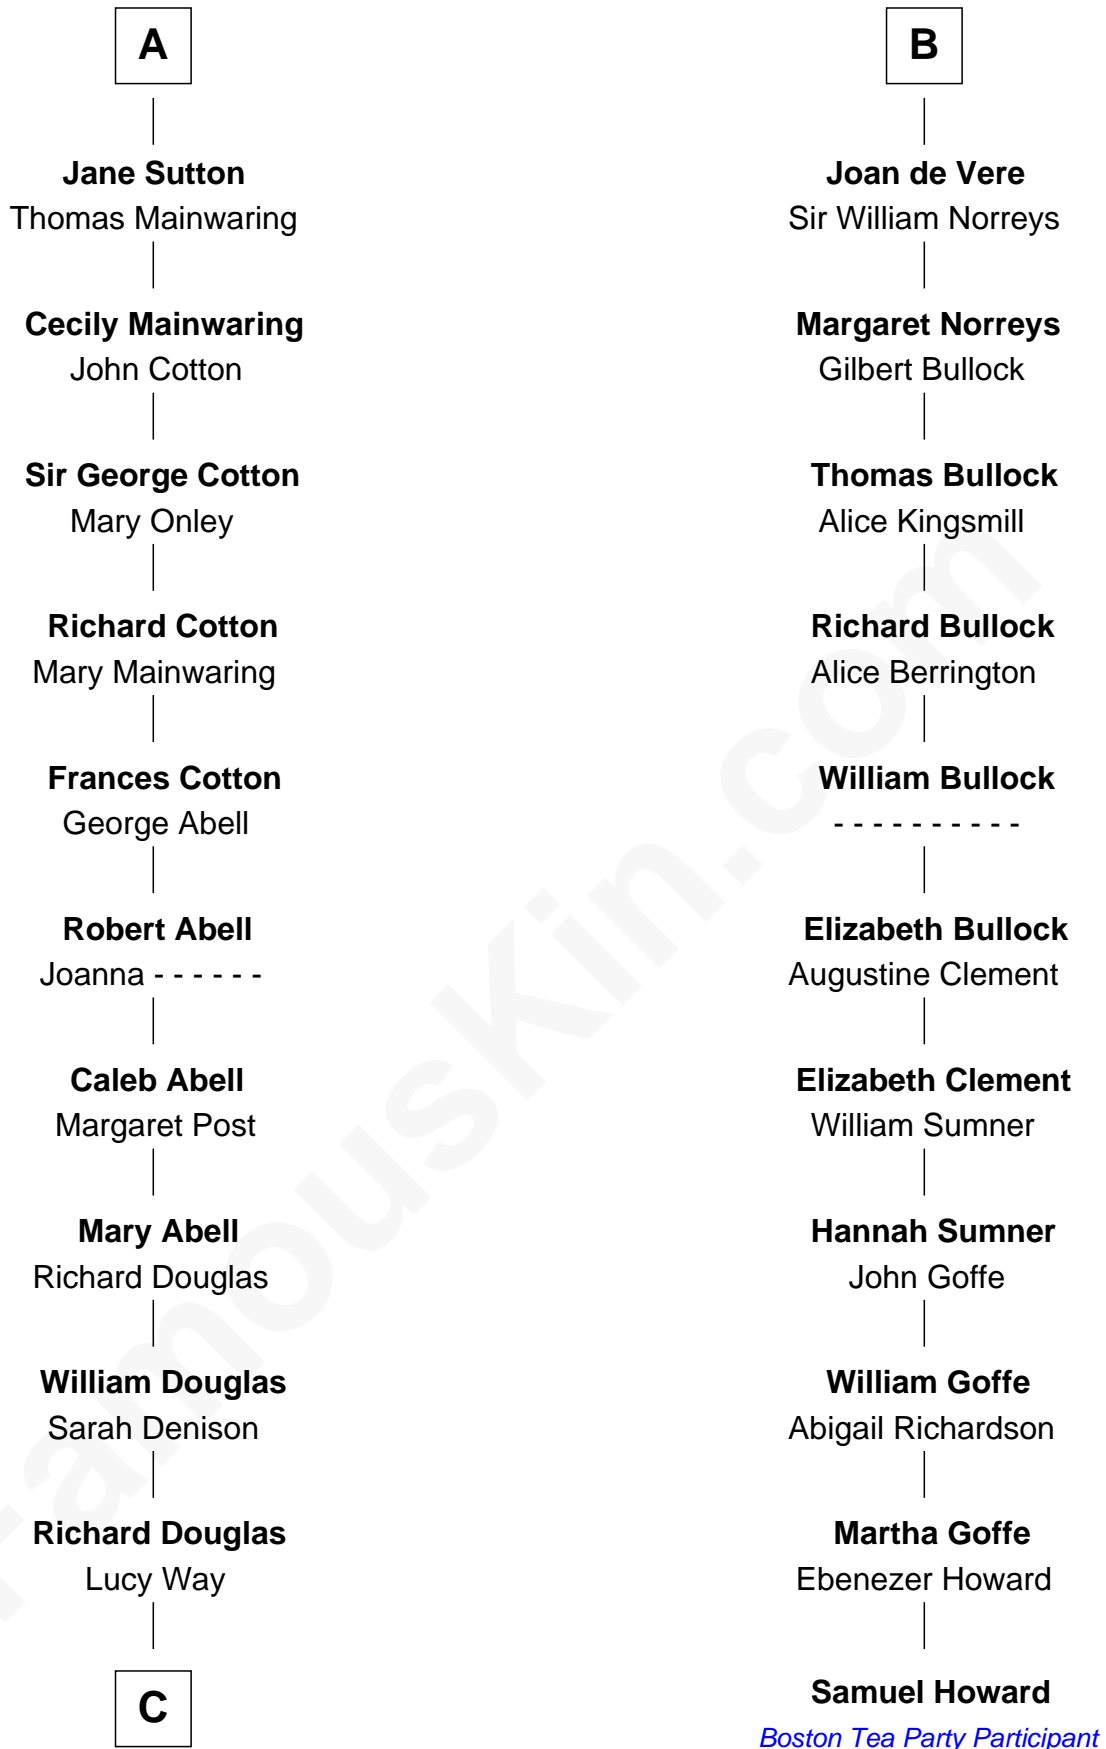 A
Jane Sutton
Thomas Mainwaring
Cecily Mainwaring
John Cotton
Sir George Cotton
Mary Onley
Richard Cotton
Mary Mainwaring
Frances Cotton
George Abell
Robert Abell
Joanna - - - - - -
Caleb Abell
Margaret Post
Mary Abell
Richard Douglas
William Douglas
Sarah Denison
Richard Douglas
Lucy Way
C
B
Joan de Vere
Sir William Norreys
Margaret Norreys
Gilbert Bullock
Thomas Bullock
Alice Kingsmill
Richard Bullock
Alice Berrington
William Bullock
- - - - - - - - - -
Elizabeth Bullock
Augustine Clement
Elizabeth Clement
William Sumner
Hannah Sumner
John Goffe
William Goffe
Abigail Richardson
Martha Goffe
Ebenezer Howard
Samuel Howard
Boston Tea Party Participant
FamousKin.com